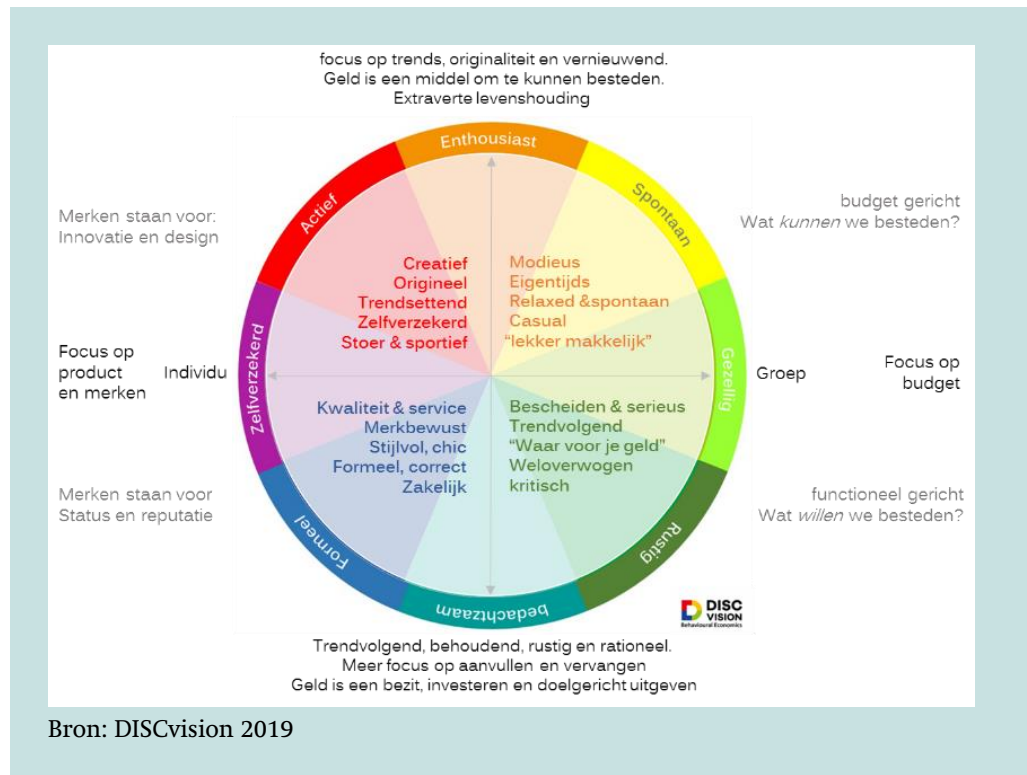 focus op trends, originaliteit en vernieuwend.
Geld is een middel om te kunnen besteden.
Extraverte levenshouding
Enthousiast
Actief
Spontaan
Merken staan voor:
Innovatie en design
budget gericht
Wat kunnen we besteden?
Creatief
Origineel
Trendsettend
Zelfverzekerd
Stoer & sportief
Modieus
Eigentijds
Relaxed &spontaan
Casual
“lekker makkelijk”
Zelfverzekerd
Gezellig
Focus op
product
en merken
Individu
Groep
Focus op
budget
Kwaliteit & service
Merkbewust
Stijlvol, chic
Formeel, correct
Zakelijk
Bescheiden & serieus
Trendvolgend
“Waar voor je geld”
Weloverwogen
kritisch
Merken staan voor
Status en reputatie
functioneel gericht
Wat willen we besteden?
Formeel
Rustig
bedachtzaam
DISC
VISION
Behavioural Economics
Trendvolgend, behoudend, rustig en rationeel.
Meer focus op aanvullen en vervangen
Geld is een bezit, investeren en doelgericht uitgeven
Bron: DISCvision 2019